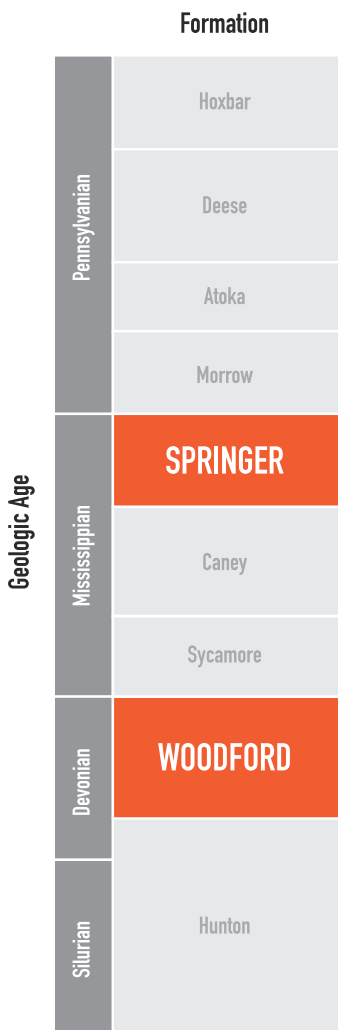 Formation
Geologic Age
Pennsylvanian
Hoxbar
Deese
Atoka
Morrow
Mississippian
SPRINGER
Caney
Sycamore
Devonian
WOODFORD
Silurian
Hunton